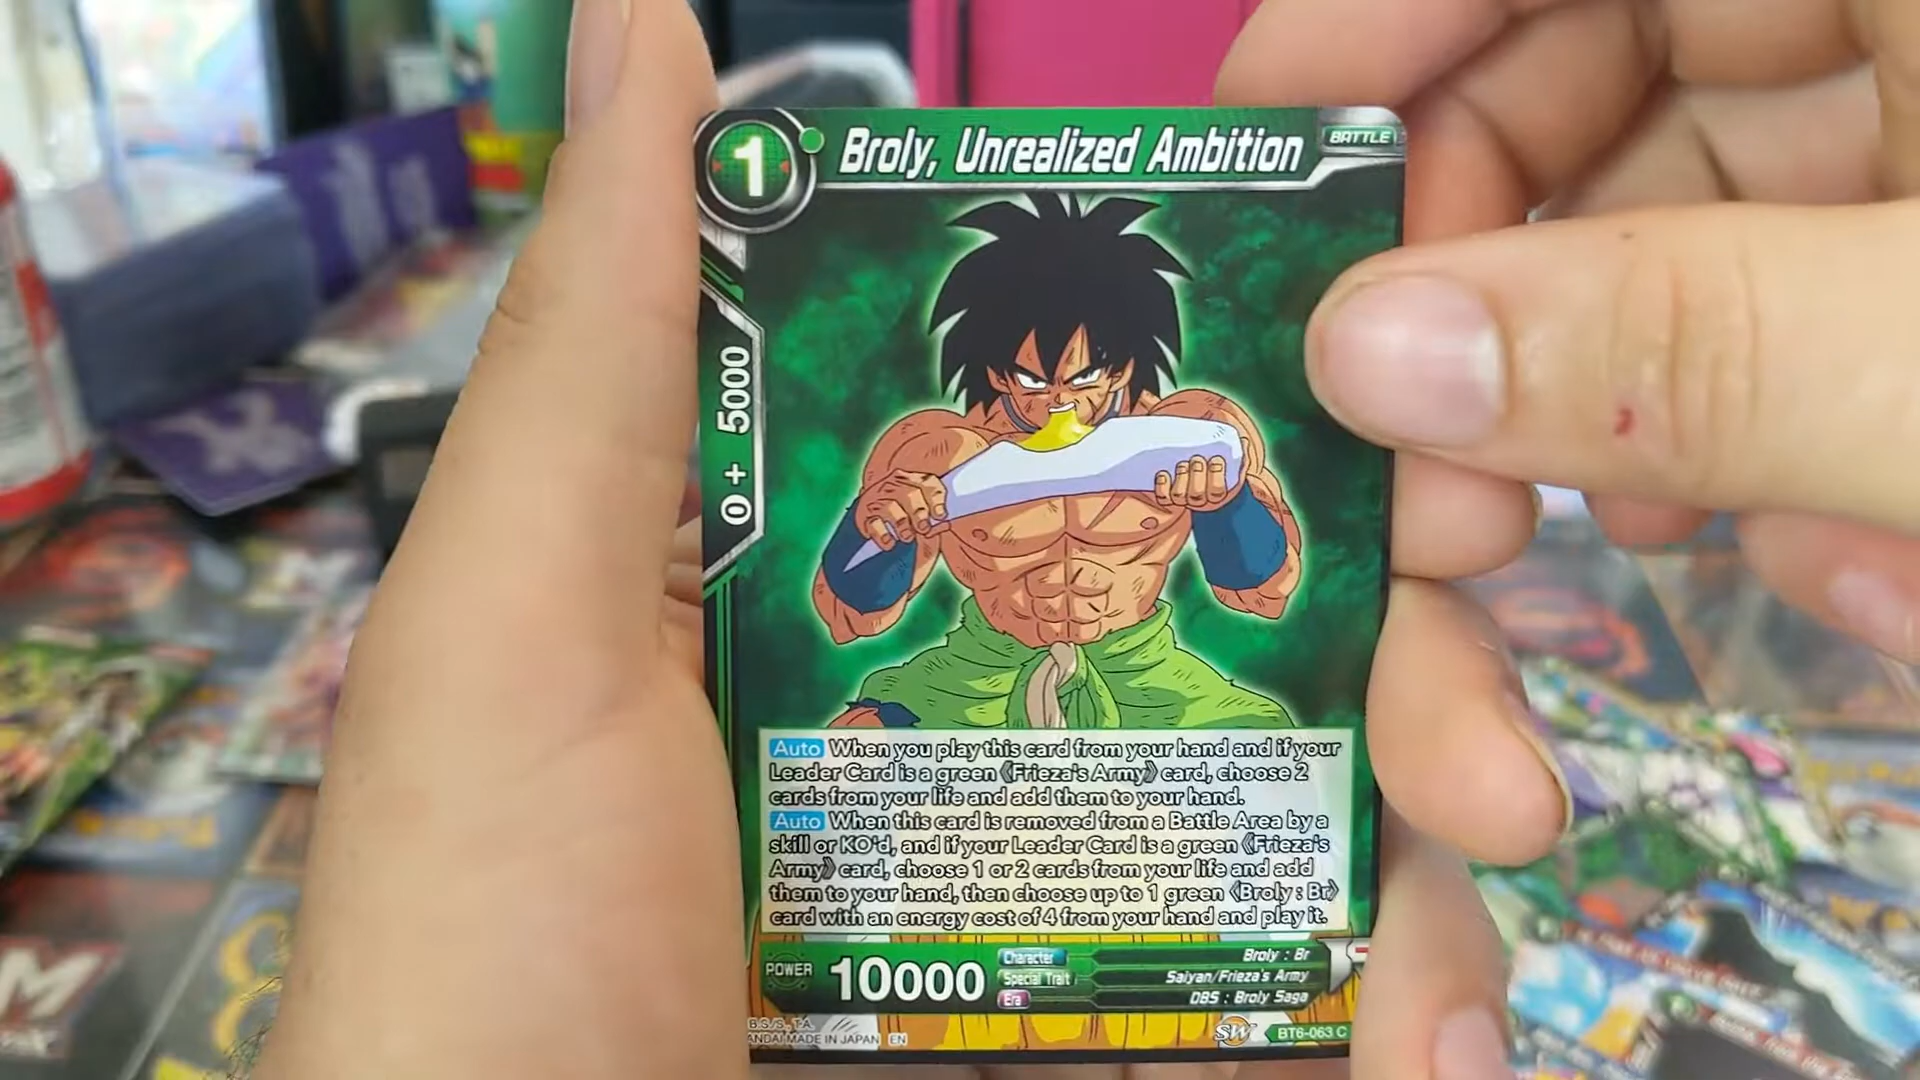 1
Broly, Unrealized Ambition
BATTLE
0 + 5000
Auto When you play this card from your hand and if your
Leader Card is a green 《Frieza's Army》 card, choose 2
cards from your life and add them to your hand.
Auto When this card is removed from a Battle Area by a
skill or KO'd, and if your Leader Card is a green 《Frieza's
Army》 card, choose 1 or 2 cards from your life and add
them to your hand, then choose up to 1 green 〈Broly : Br〉
card with an energy cost of 4 from your hand and play it.
POWER 10000
Character Broly : Br
Special Trait Saiyan/Frieza's Army
Era DBS : Broly Saga
B.S./S., T.A.
ANDAI MADE IN JAPAN EN
SW BT6-063 C